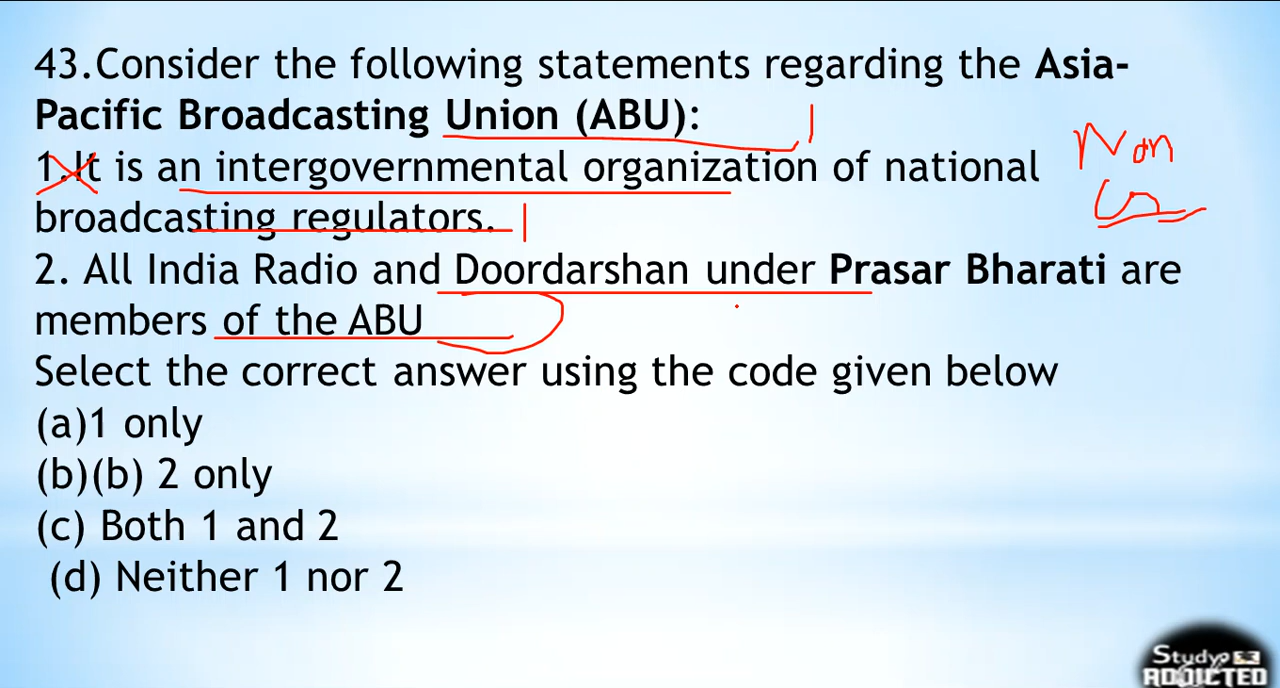 43.Consider the following statements regarding the Asia-
Pacific Broadcasting Union (ABU):
1.It is an intergovernmental organization of national
broadcasting regulators.
Non
2. All India Radio and Doordarshan under Prasar Bharati are
members of the ABU
Select the correct answer using the code given below
(a)1 only
(b)(b) 2 only
(c) Both 1 and 2
(d) Neither 1 nor 2
Study
ADDICTED